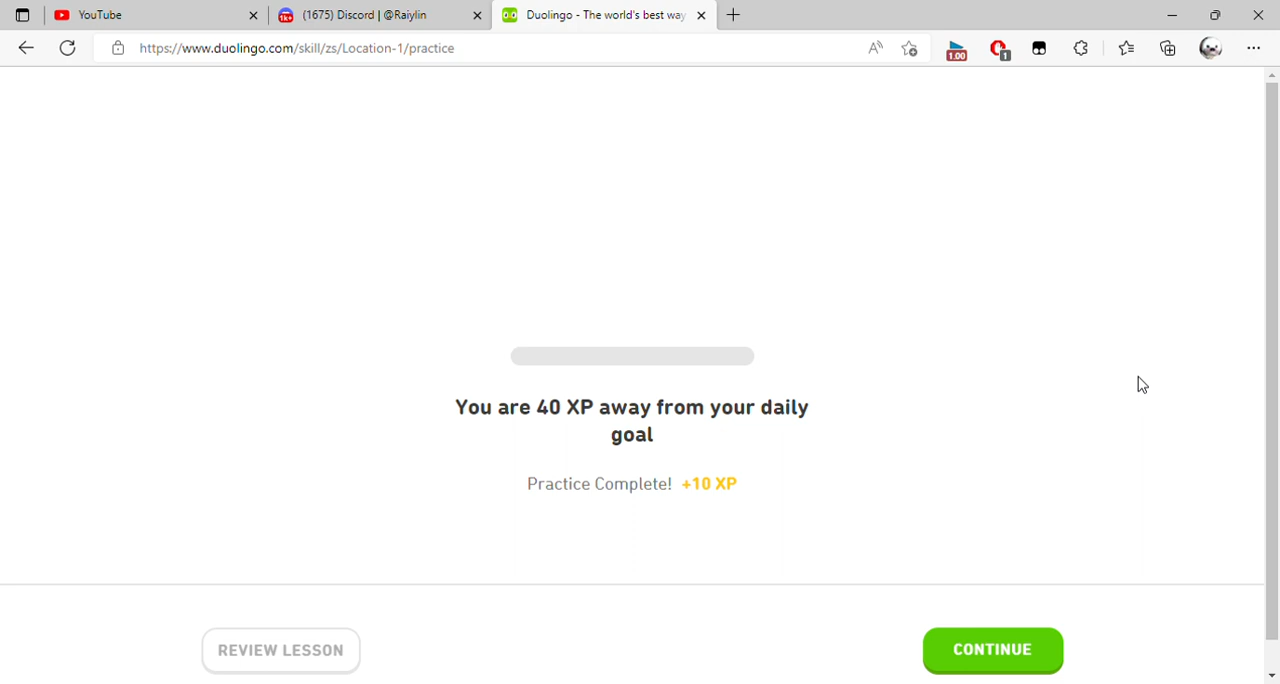 YouTube
1k+
(1675) Discord | @Raiylin
Duolingo - The world's best way
https://www.duolingo.com/skill/zs/Location-1/practice
1.00
1
You are 40 XP away from your daily
goal
Practice Complete! +10 XP
REVIEW LESSON
CONTINUE